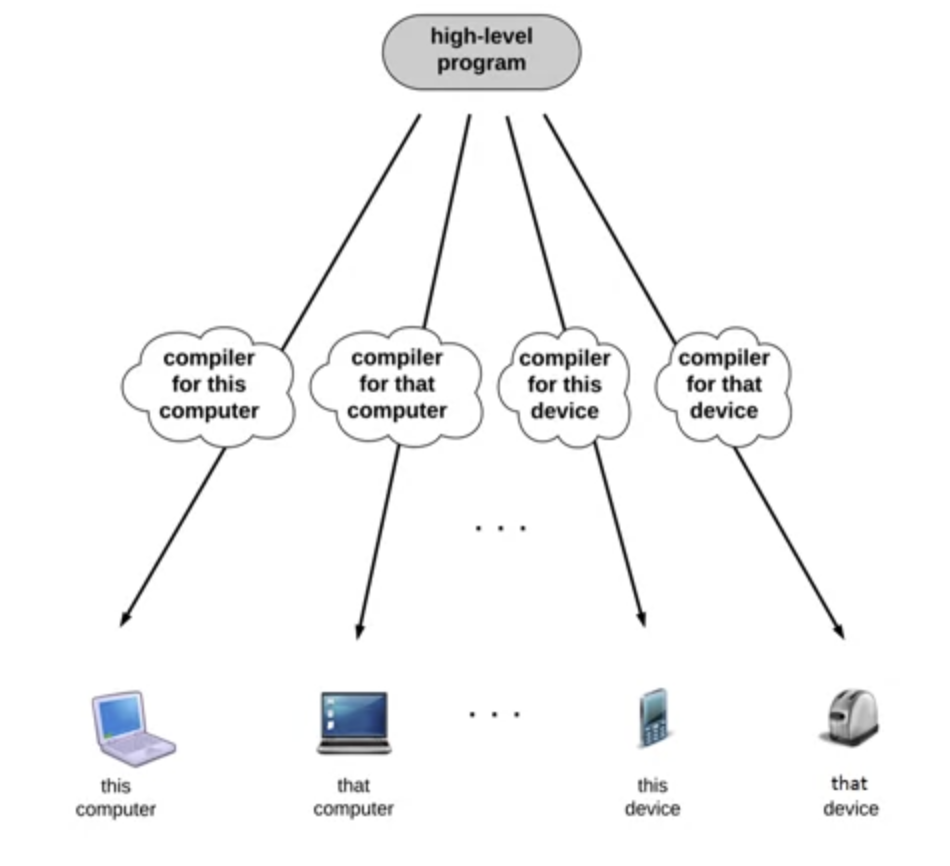 high-level
program
compiler
for this
computer
compiler
for that
computer
compiler
for this
device
compiler
for that
device
. . .
. . .
this
computer
that
computer
this
device
that
device